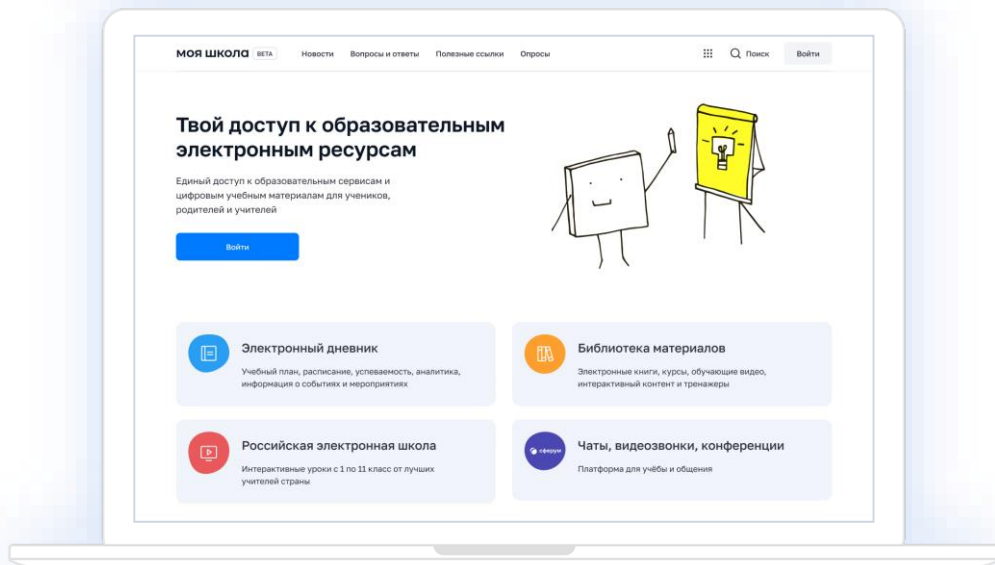 МОЯ ШКОЛА BETA Новости Вопросы и ответы Полезные ссылки Опросы Поиск Войти
Твой доступ к образовательным
электронным ресурсам
Единый доступ к образовательным сервисам и
цифровым учебным материалам для учеников,
родителей и учителей
Войти
Электронный дневник
Учебный план, расписание, успеваемость, аналитика,
информация о событиях и мероприятиях
Библиотека материалов
Электронные книги, курсы, обучающие видео,
интерактивный контент и тренажеры
Российская электронная школа
Интерактивные уроки с 1 по 11 класс от лучших
учителей страны
сферум
Чаты, видеозвонки, конференции
Платформа для учёбы и общения